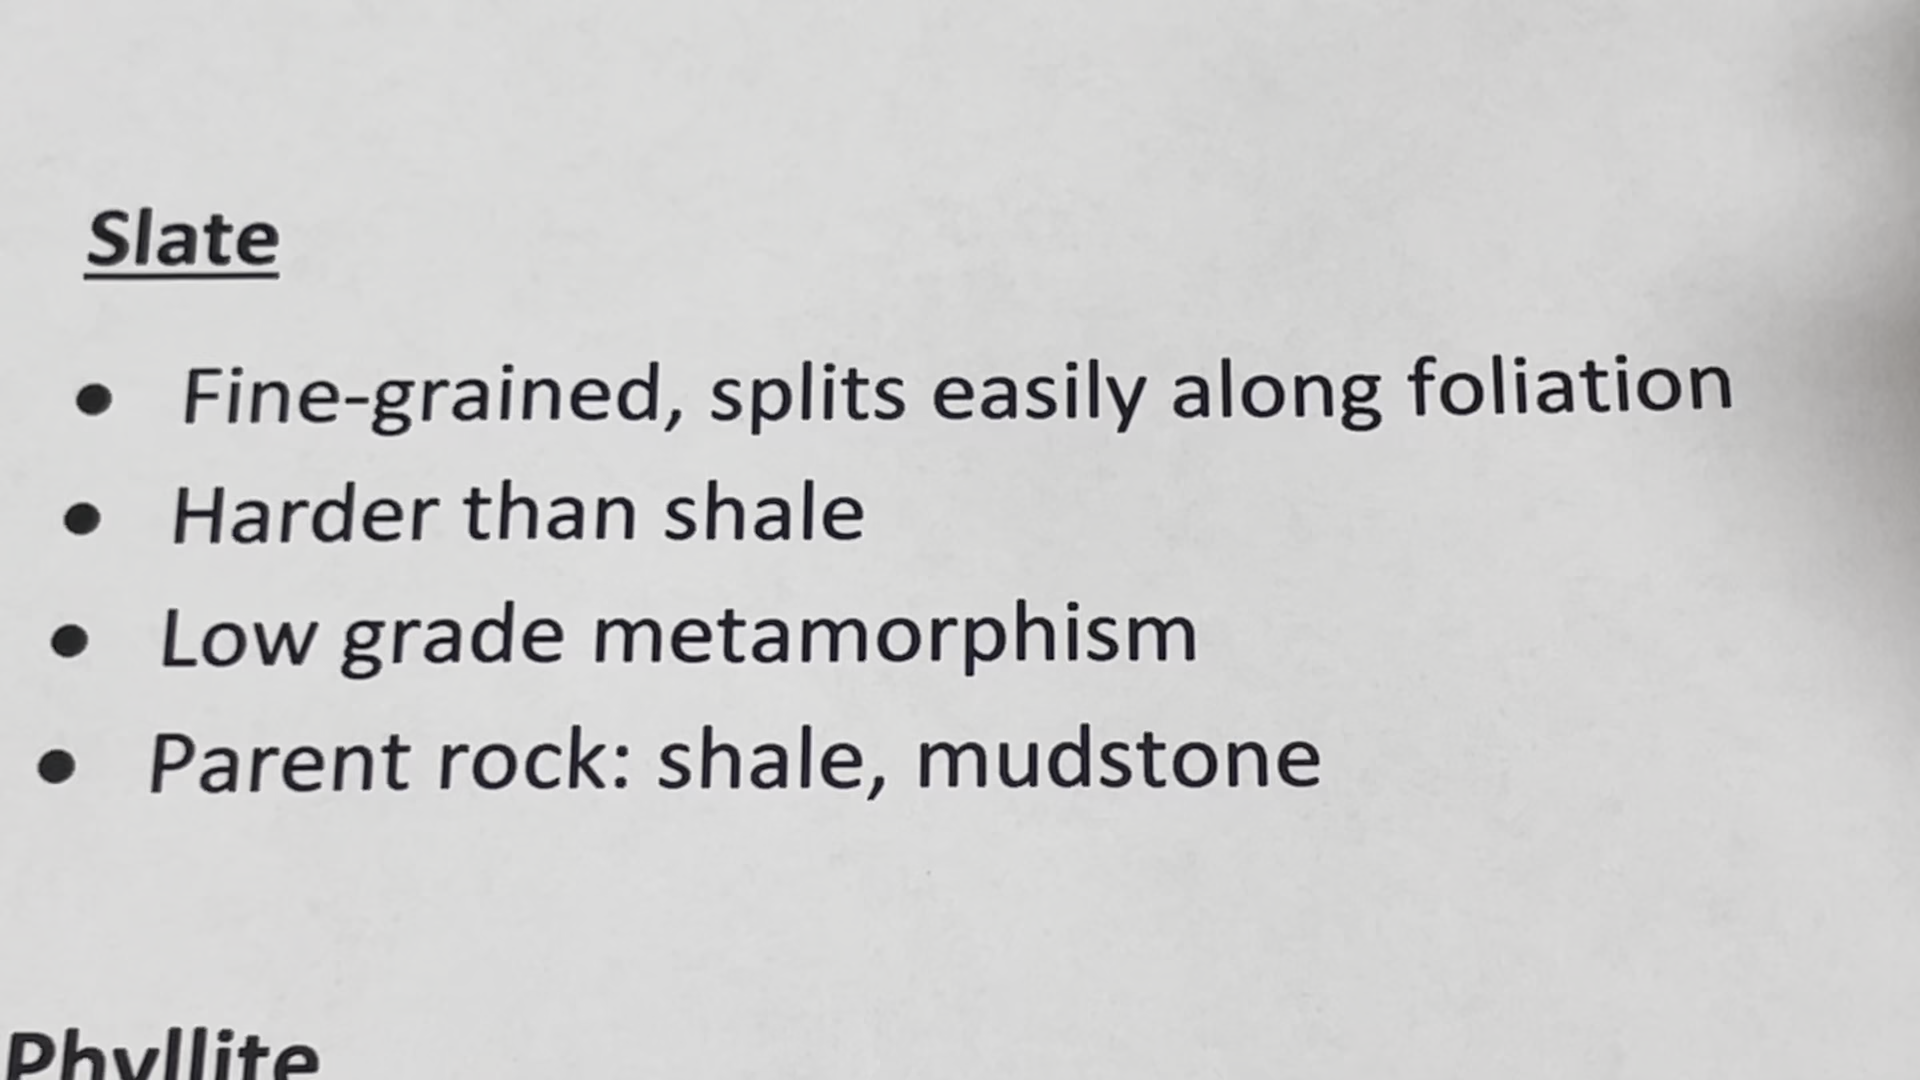 Slate
• Fine-grained, splits easily along foliation
• Harder than shale
• Low grade metamorphism
• Parent rock: shale, mudstone
Phyllite